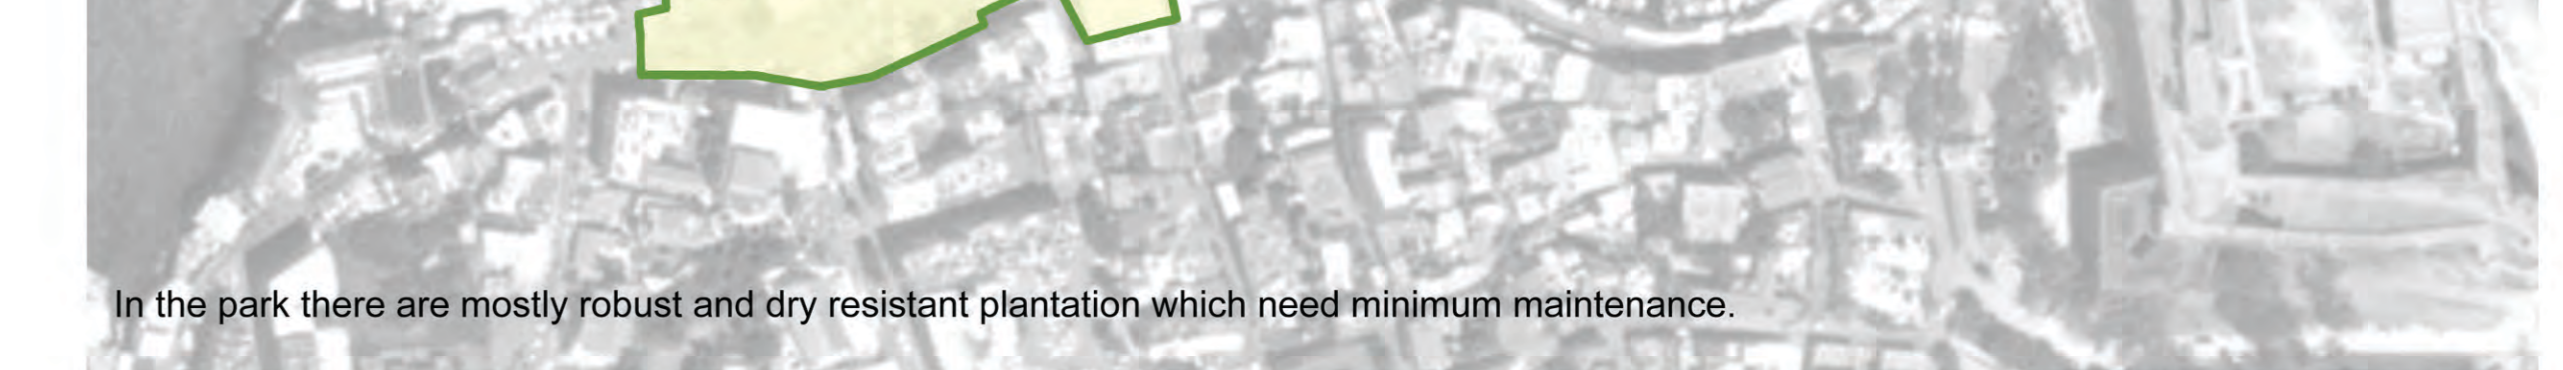 In the park there are mostly robust and dry resistant plantation which need minimum maintenance.